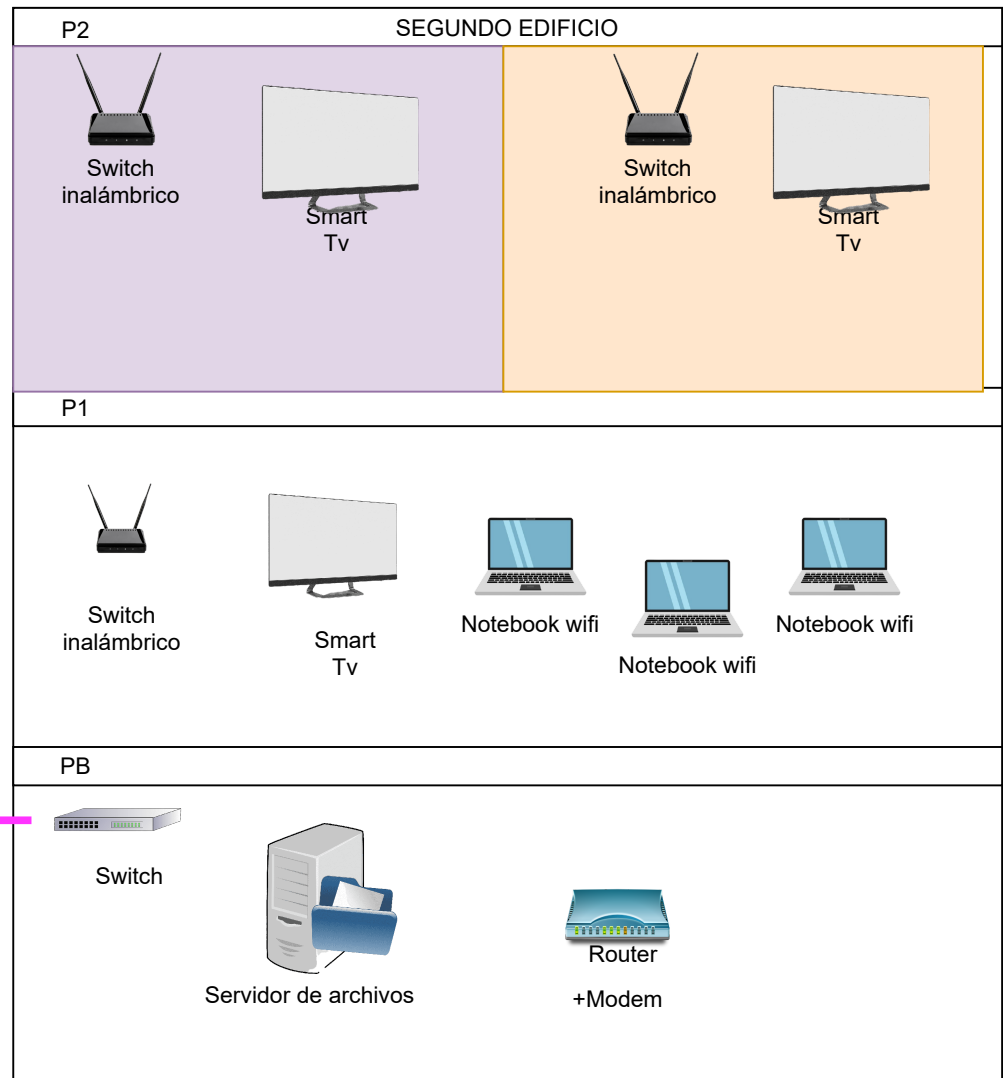 P2
SEGUNDO EDIFICIO
Switch
inalámbrico
Smart
Tv
Switch
inalámbrico
Smart
Tv
P1
Switch
inalámbrico
Smart
Tv
Notebook wifi
Notebook wifi
Notebook wifi
PB
Switch
Servidor de archivos
Router
+Modem